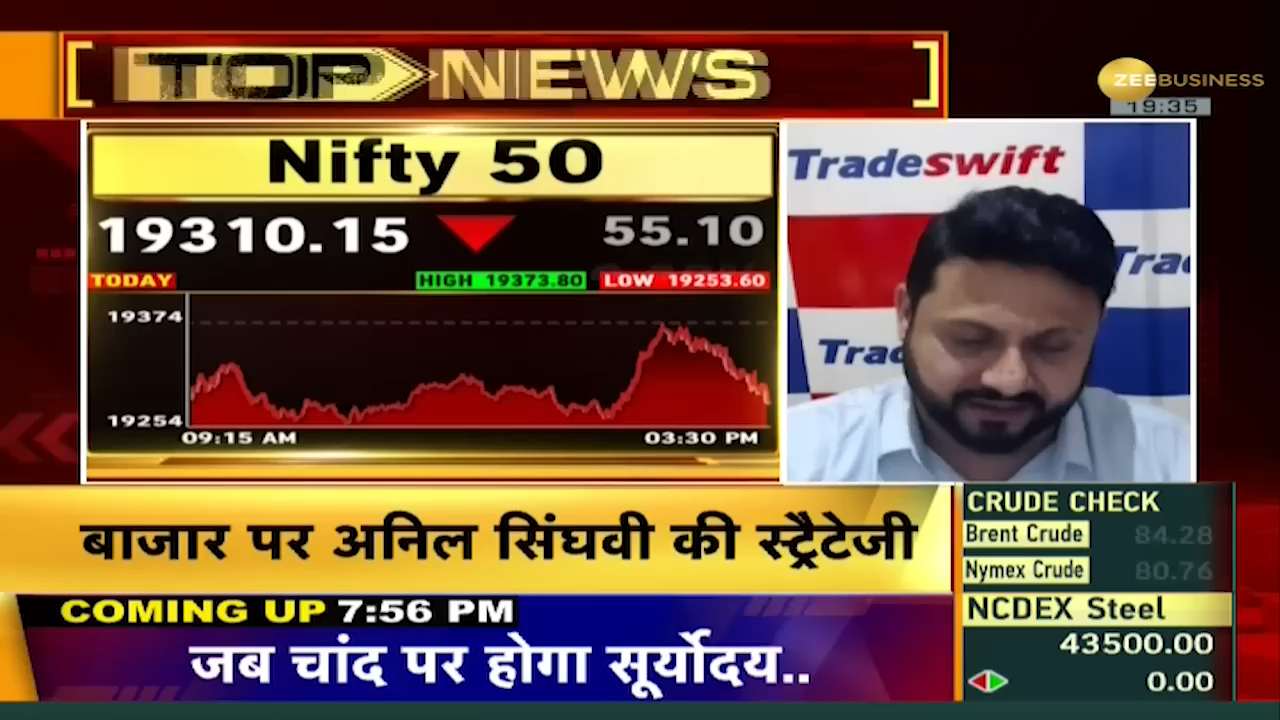 TOP NEWS
ZEEBUSINESS
19:35
Nifty 50
19310.15 55.10
TODAY HIGH 19373.80 LOW 19253.60
19374
19254
09:15 AM 03:30 PM
Tradeswift
Trad
Trad
बाजार पर अनिल सिंघवी की स्ट्रैटेजी
COMING UP 7:56 PM
जब चांद पर होगा सूर्योदय..
CRUDE CHECK
Brent Crude 84.28
Nymex Crude 80.76
NCDEX Steel
43500.00
0.00